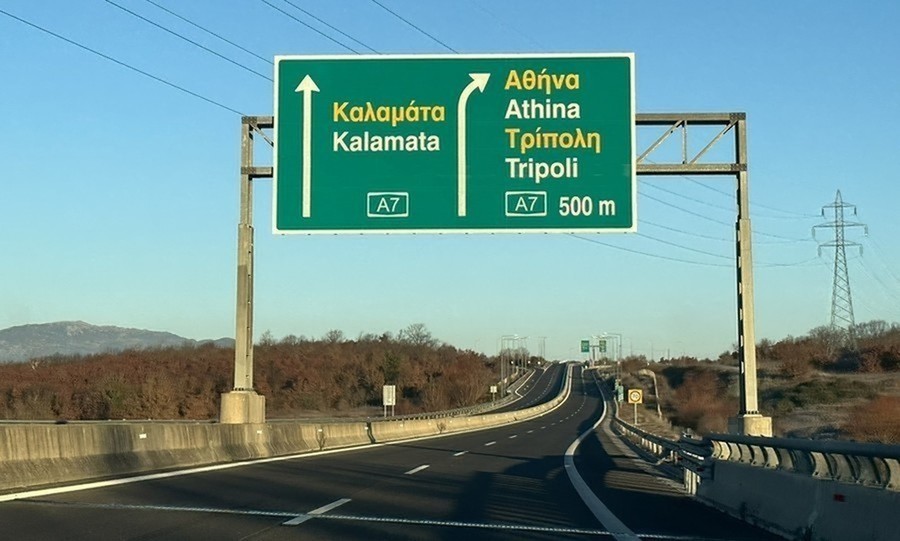 Καλαμάτα
Kalamata
A7
Αθήνα
Athina
Τρίπολη
Tripoli
A7 500 m